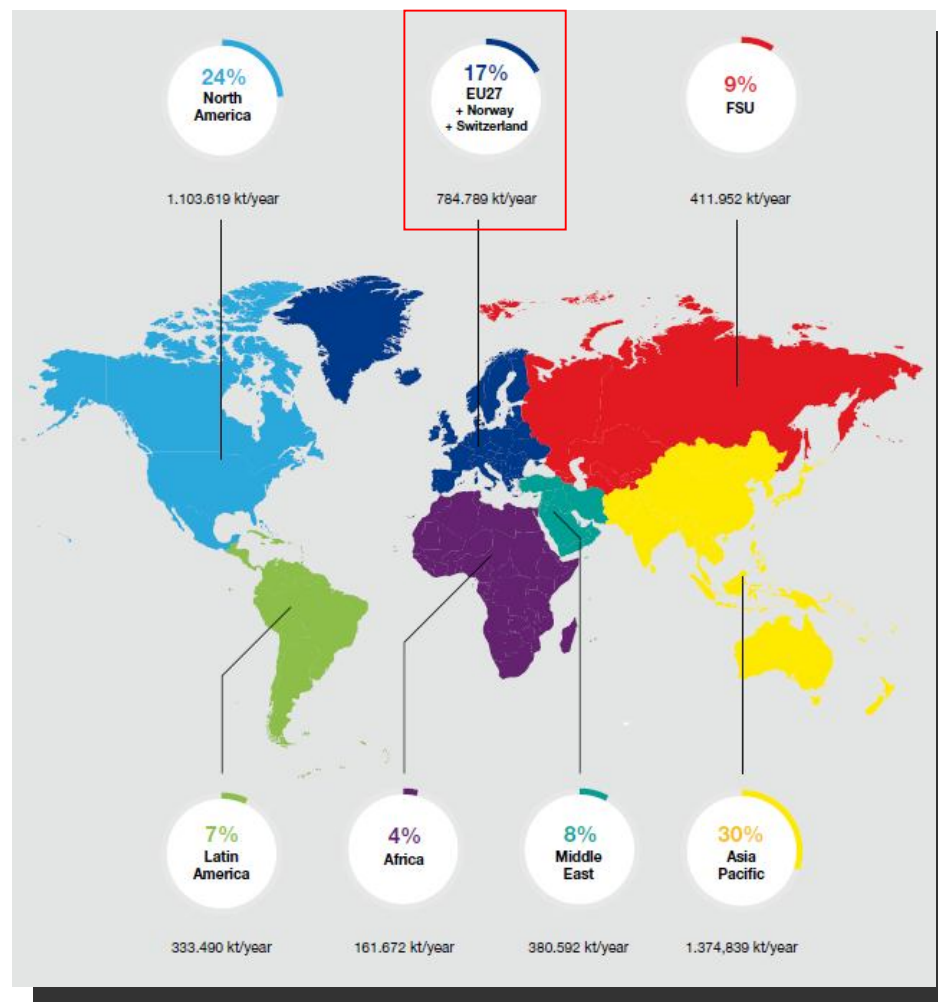 24%
North
America
1.103.619 kt/year
17%
EU27
+ Norway
+ Switzerland
784.789 kt/year
9%
FSU
411.952 kt/year
7%
Latin
America
333.490 kt/year
4%
Africa
161.672 kt/year
8%
Middle
East
380.592 kt/year
30%
Asia
Pacific
1.374,839 kt/year